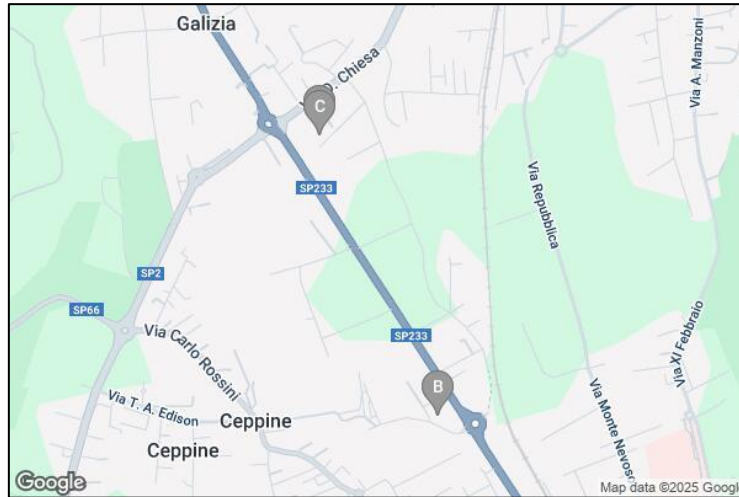 Galizia
D. Chiesa
C
Via A. Manzoni
SP233
Via Repubblica
SP2
SP66
Via Carlo Rossini
SP233
Via XI Febbraio
B
Via T. A. Edison
Ceppine
Ceppine
Via Monte Nevoso
Google
Map data ©2025 Google